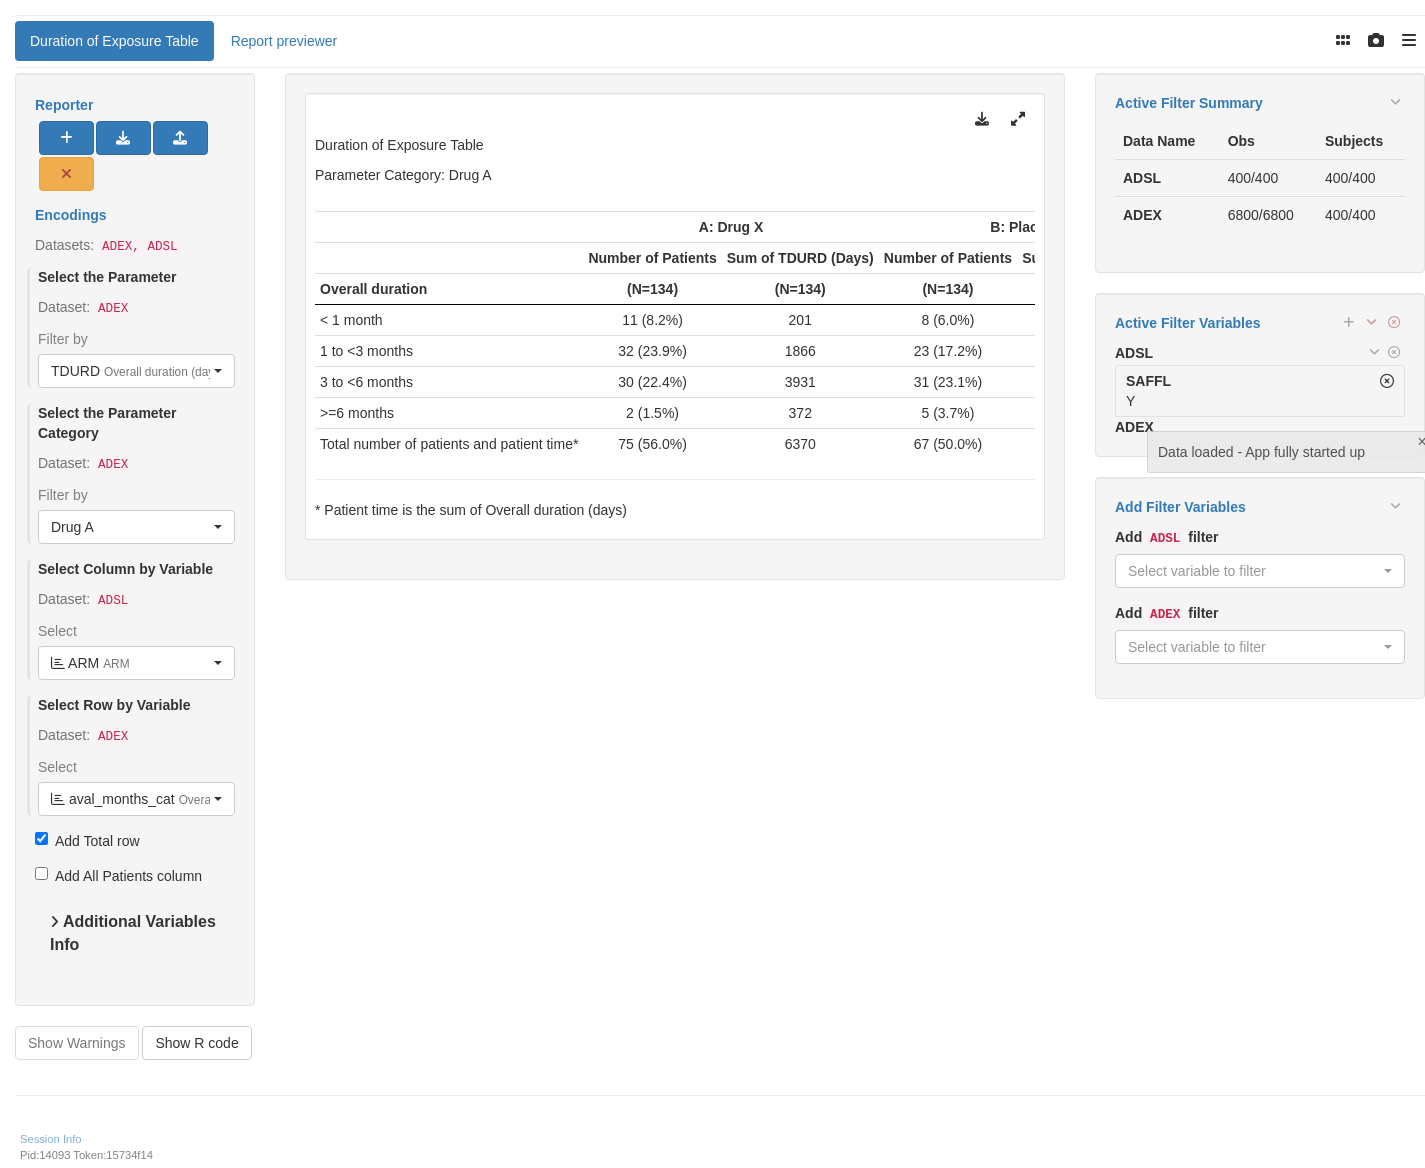 Duration of Exposure Table
Report previewer
Reporter
Encodings
Datasets: ADEX, ADSL
Select the Parameter
Dataset: ADEX
Filter by
TDURD Overall duration (day
Select the Parameter
Category
Dataset: ADEX
Filter by
Drug A
Select Column by Variable
Dataset: ADSL
Select
ARM ARM
Select Row by Variable
Dataset: ADEX
Select
aval_months_cat Overa
Add Total row
Add All Patients column
Additional Variables
Info
Show Warnings
Show R code
Duration of Exposure Table
Parameter Category: Drug A
A: Drug X B: Plac
Number of Patients Sum of TDURD (Days) Number of Patients Su
Overall duration (N=134) (N=134) (N=134)
< 1 month 11 (8.2%) 201 8 (6.0%)
1 to <3 months 32 (23.9%) 1866 23 (17.2%)
3 to <6 months 30 (22.4%) 3931 31 (23.1%)
>=6 months 2 (1.5%) 372 5 (3.7%)
Total number of patients and patient time* 75 (56.0%) 6370 67 (50.0%)
* Patient time is the sum of Overall duration (days)
Active Filter Summary
Data Name Obs Subjects
ADSL 400/400 400/400
ADEX 6800/6800 400/400
Active Filter Variables
ADSL
SAFFL
Y
ADEX
Data loaded - App fully started up
Add Filter Variables
Add ADSL filter
Select variable to filter
Add ADEX filter
Select variable to filter
Session Info
Pid:14093 Token:15734f14